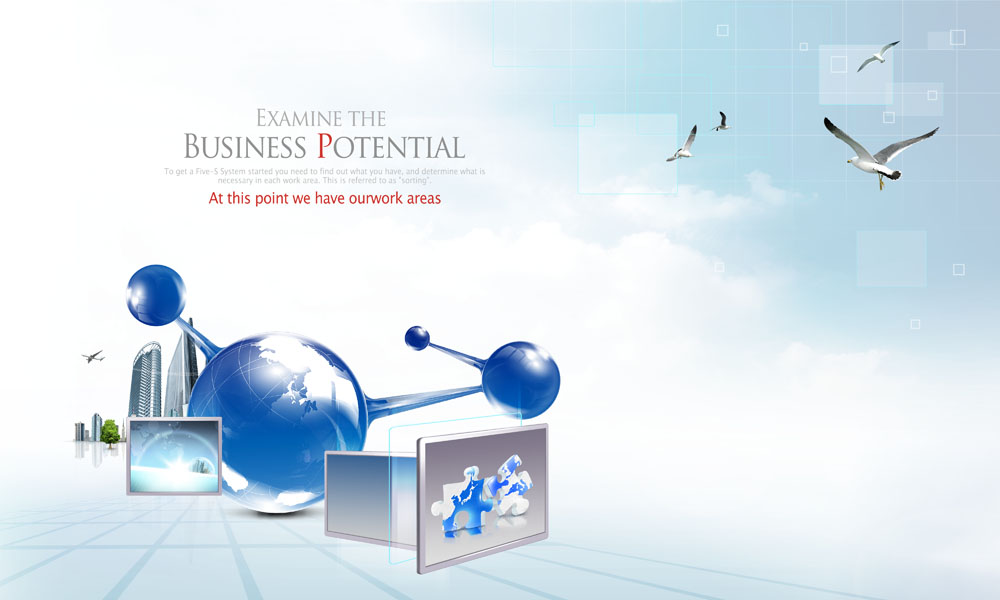 EXAMINE THE
BUSINESS POTENTIAL
To get a Five-S System started you need to find out what you have, and determine what is
necessary in each work area. This is referred to as "sorting".
At this point we have ourwork areas